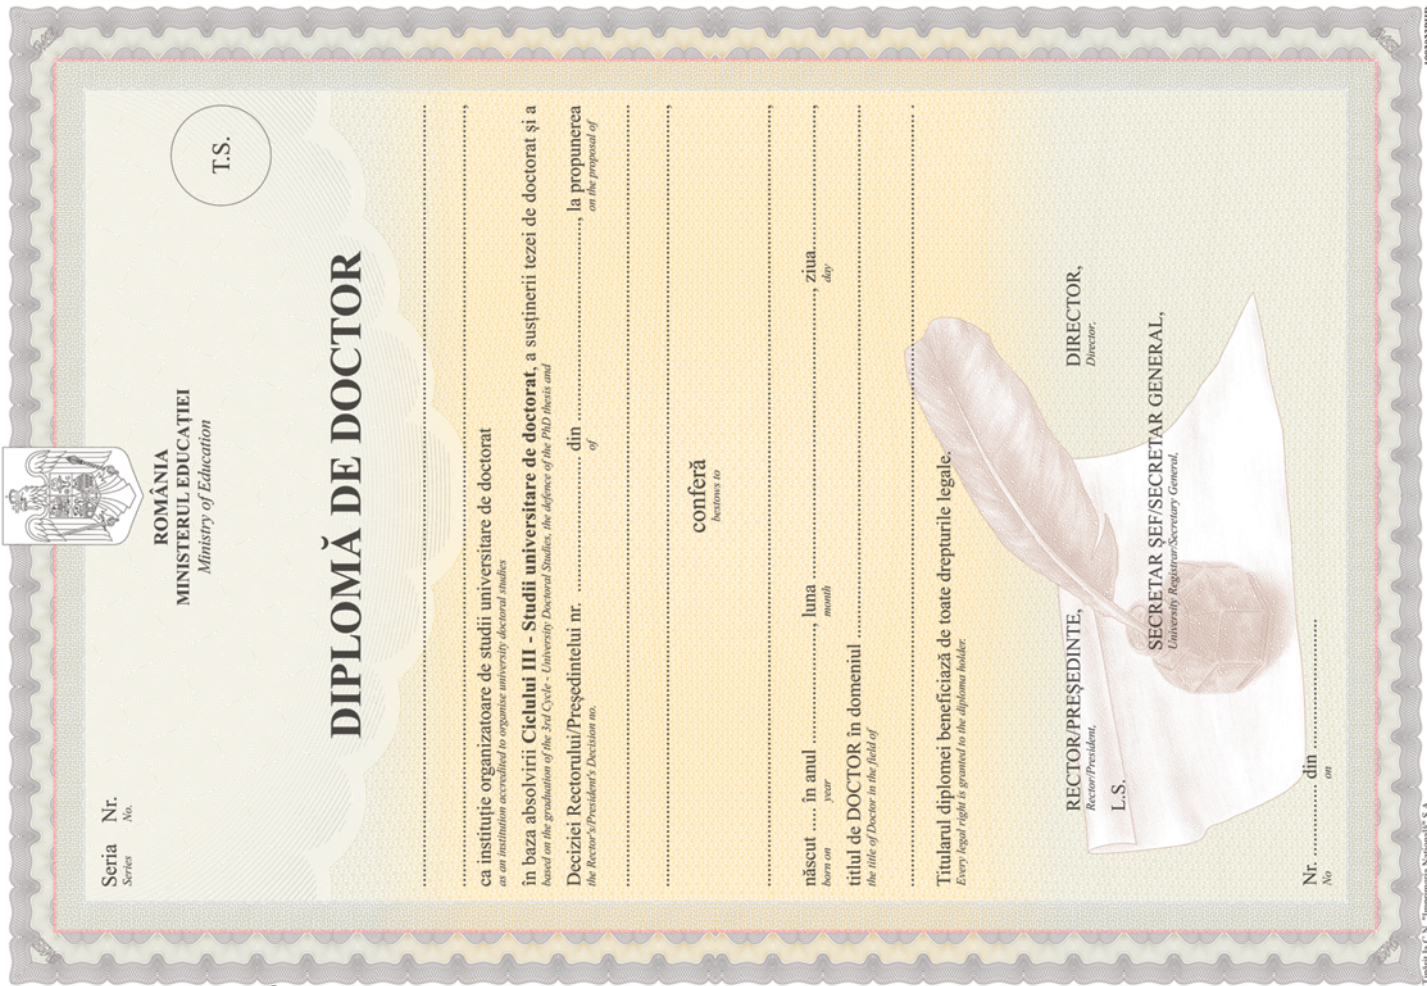 ROMÂNIA
MINISTERUL EDUCAȚIEI
Ministry of Education
Seria Nr.
Series No.
T.S.
DIPLOMĂ DE DOCTOR
ca instituție organizatoare de studii universitare de doctorat
as an institution accredited to organise university doctoral studies
în baza absolvirii Ciclului III - Studii universitare de doctorat, a susținerii tezei de doctorat și a
based on the graduation of the 3rd Cycle - University Doctoral Studies, the defence of the PhD thesis and
Deciziei Rectorului/Președintelui nr. .................... din ..............................., la propunerea
the Rector's/President's Decision no. of on the proposal of
conferă
bestows to
născut ..... în anul ..................., luna ..............................................., ziua....................,
born on year month day
titlul de DOCTOR în domeniul ..........................................................................
the title of Doctor in the field of
Titularul diplomei beneficiază de toate drepturile legale.
Every legal right is granted to the diploma holder.
RECTOR/PREȘEDINTE, DIRECTOR,
Rector/President, Director,
L.S.
SECRETAR ȘEF/SECRETAR GENERAL,
University Registrar/Secretary General,
Nr. .................. din ..............................
No on